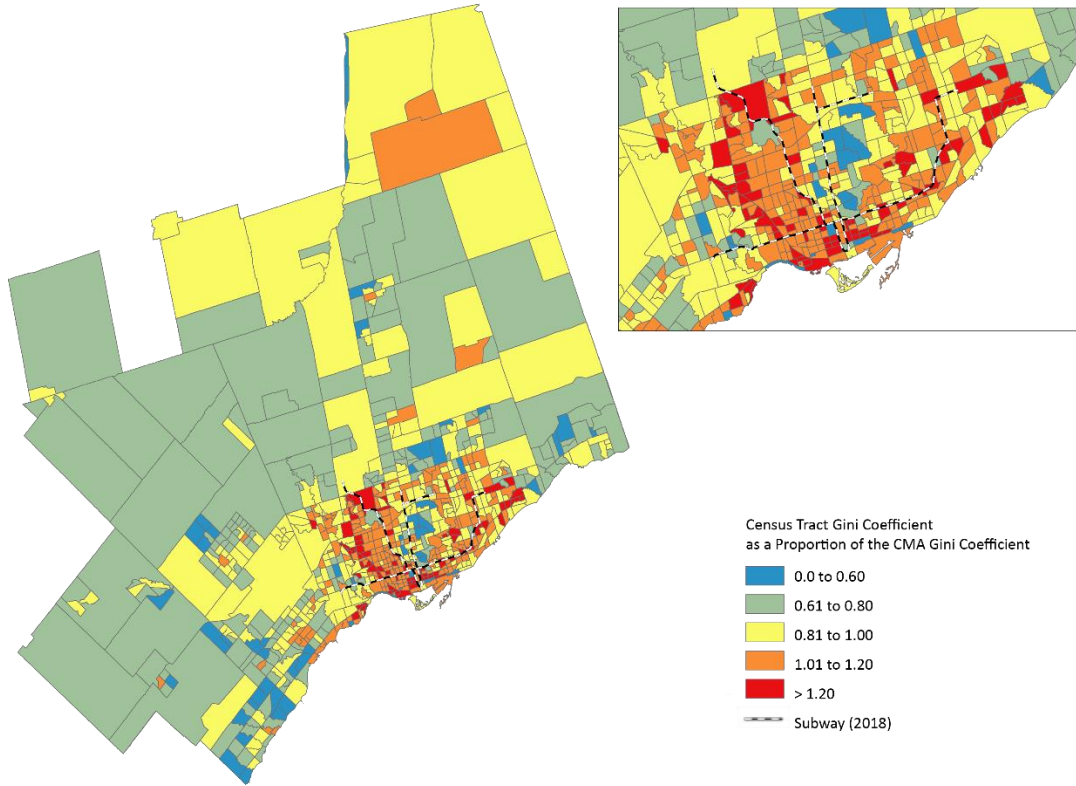 Census Tract Gini Coefficient
as a Proportion of the CMA Gini Coefficient
0.0 to 0.60
0.61 to 0.80
0.81 to 1.00
1.01 to 1.20
> 1.20
Subway (2018)